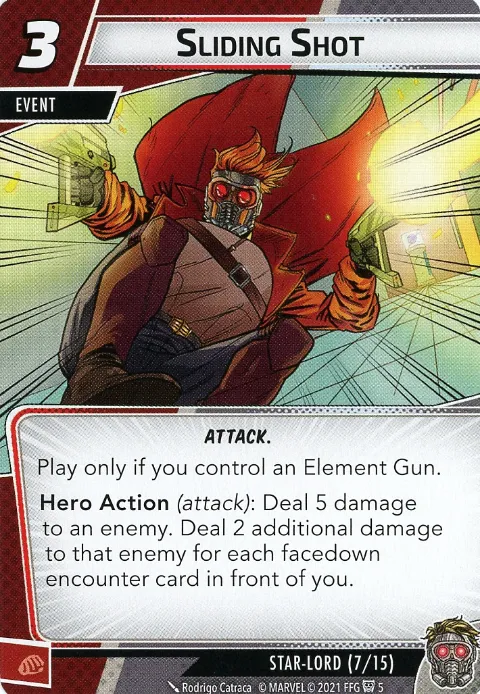 3
SLIDING SHOT
EVENT
ATTACK.
Play only if you control an Element Gun.
Hero Action (attack): Deal 5 damage
to an enemy. Deal 2 additional damage
to that enemy for each facedown
encounter card in front of you.
STAR-LORD (7/15)
Rodrigo Catraca © MARVEL © 2021 FFG 5